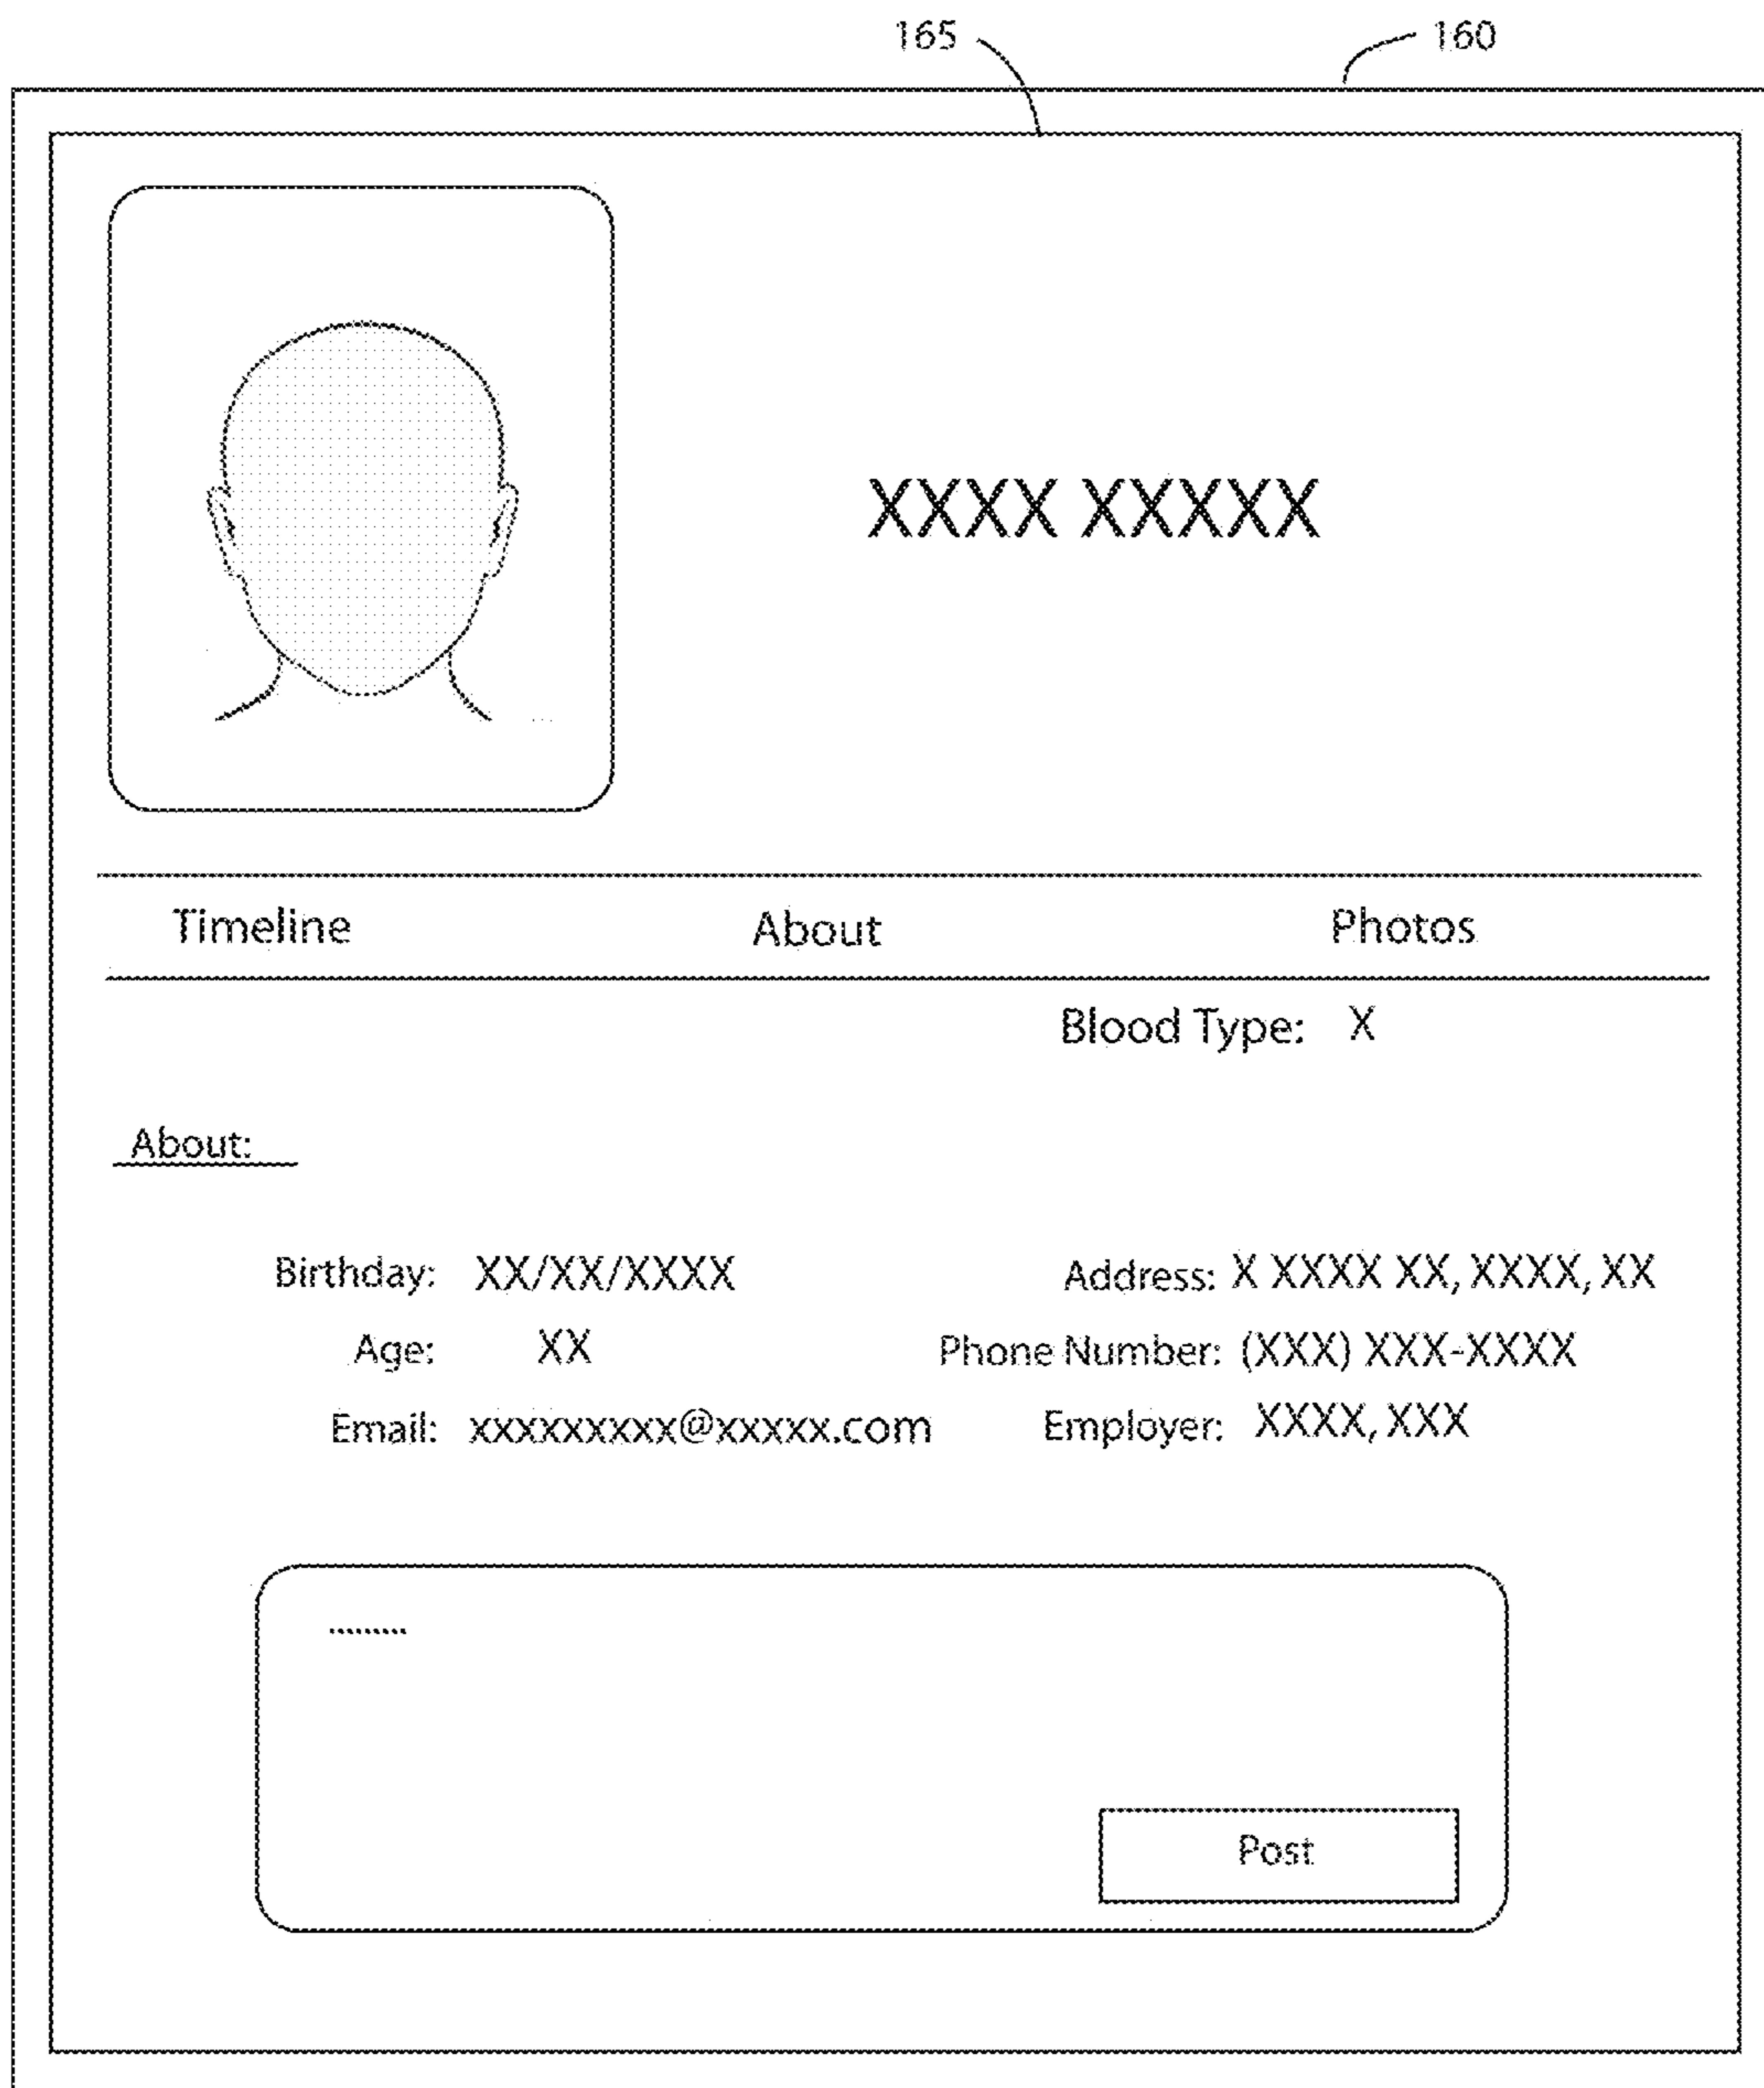 165 160
XXXX XXXXX
Timeline About Photos
Blood Type: X
About:
Birthday: XX/XX/XXXX Address: X XXXX XX, XXXX, XX
Age: XX Phone Number: (XXX) XXX-XXXX
Email: xxxxxxxxx@xxxxx.com Employer: XXXX, XXX
Post